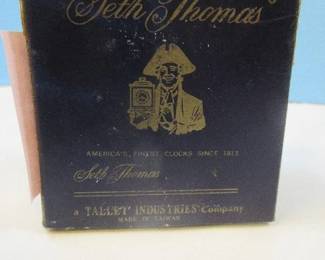 Seth Thomas
AMERICA'S FINEST CLOCKS SINCE 1813
Seth Thomas
a TALLEY INDUSTRIES Company
MADE IN TAIWAN